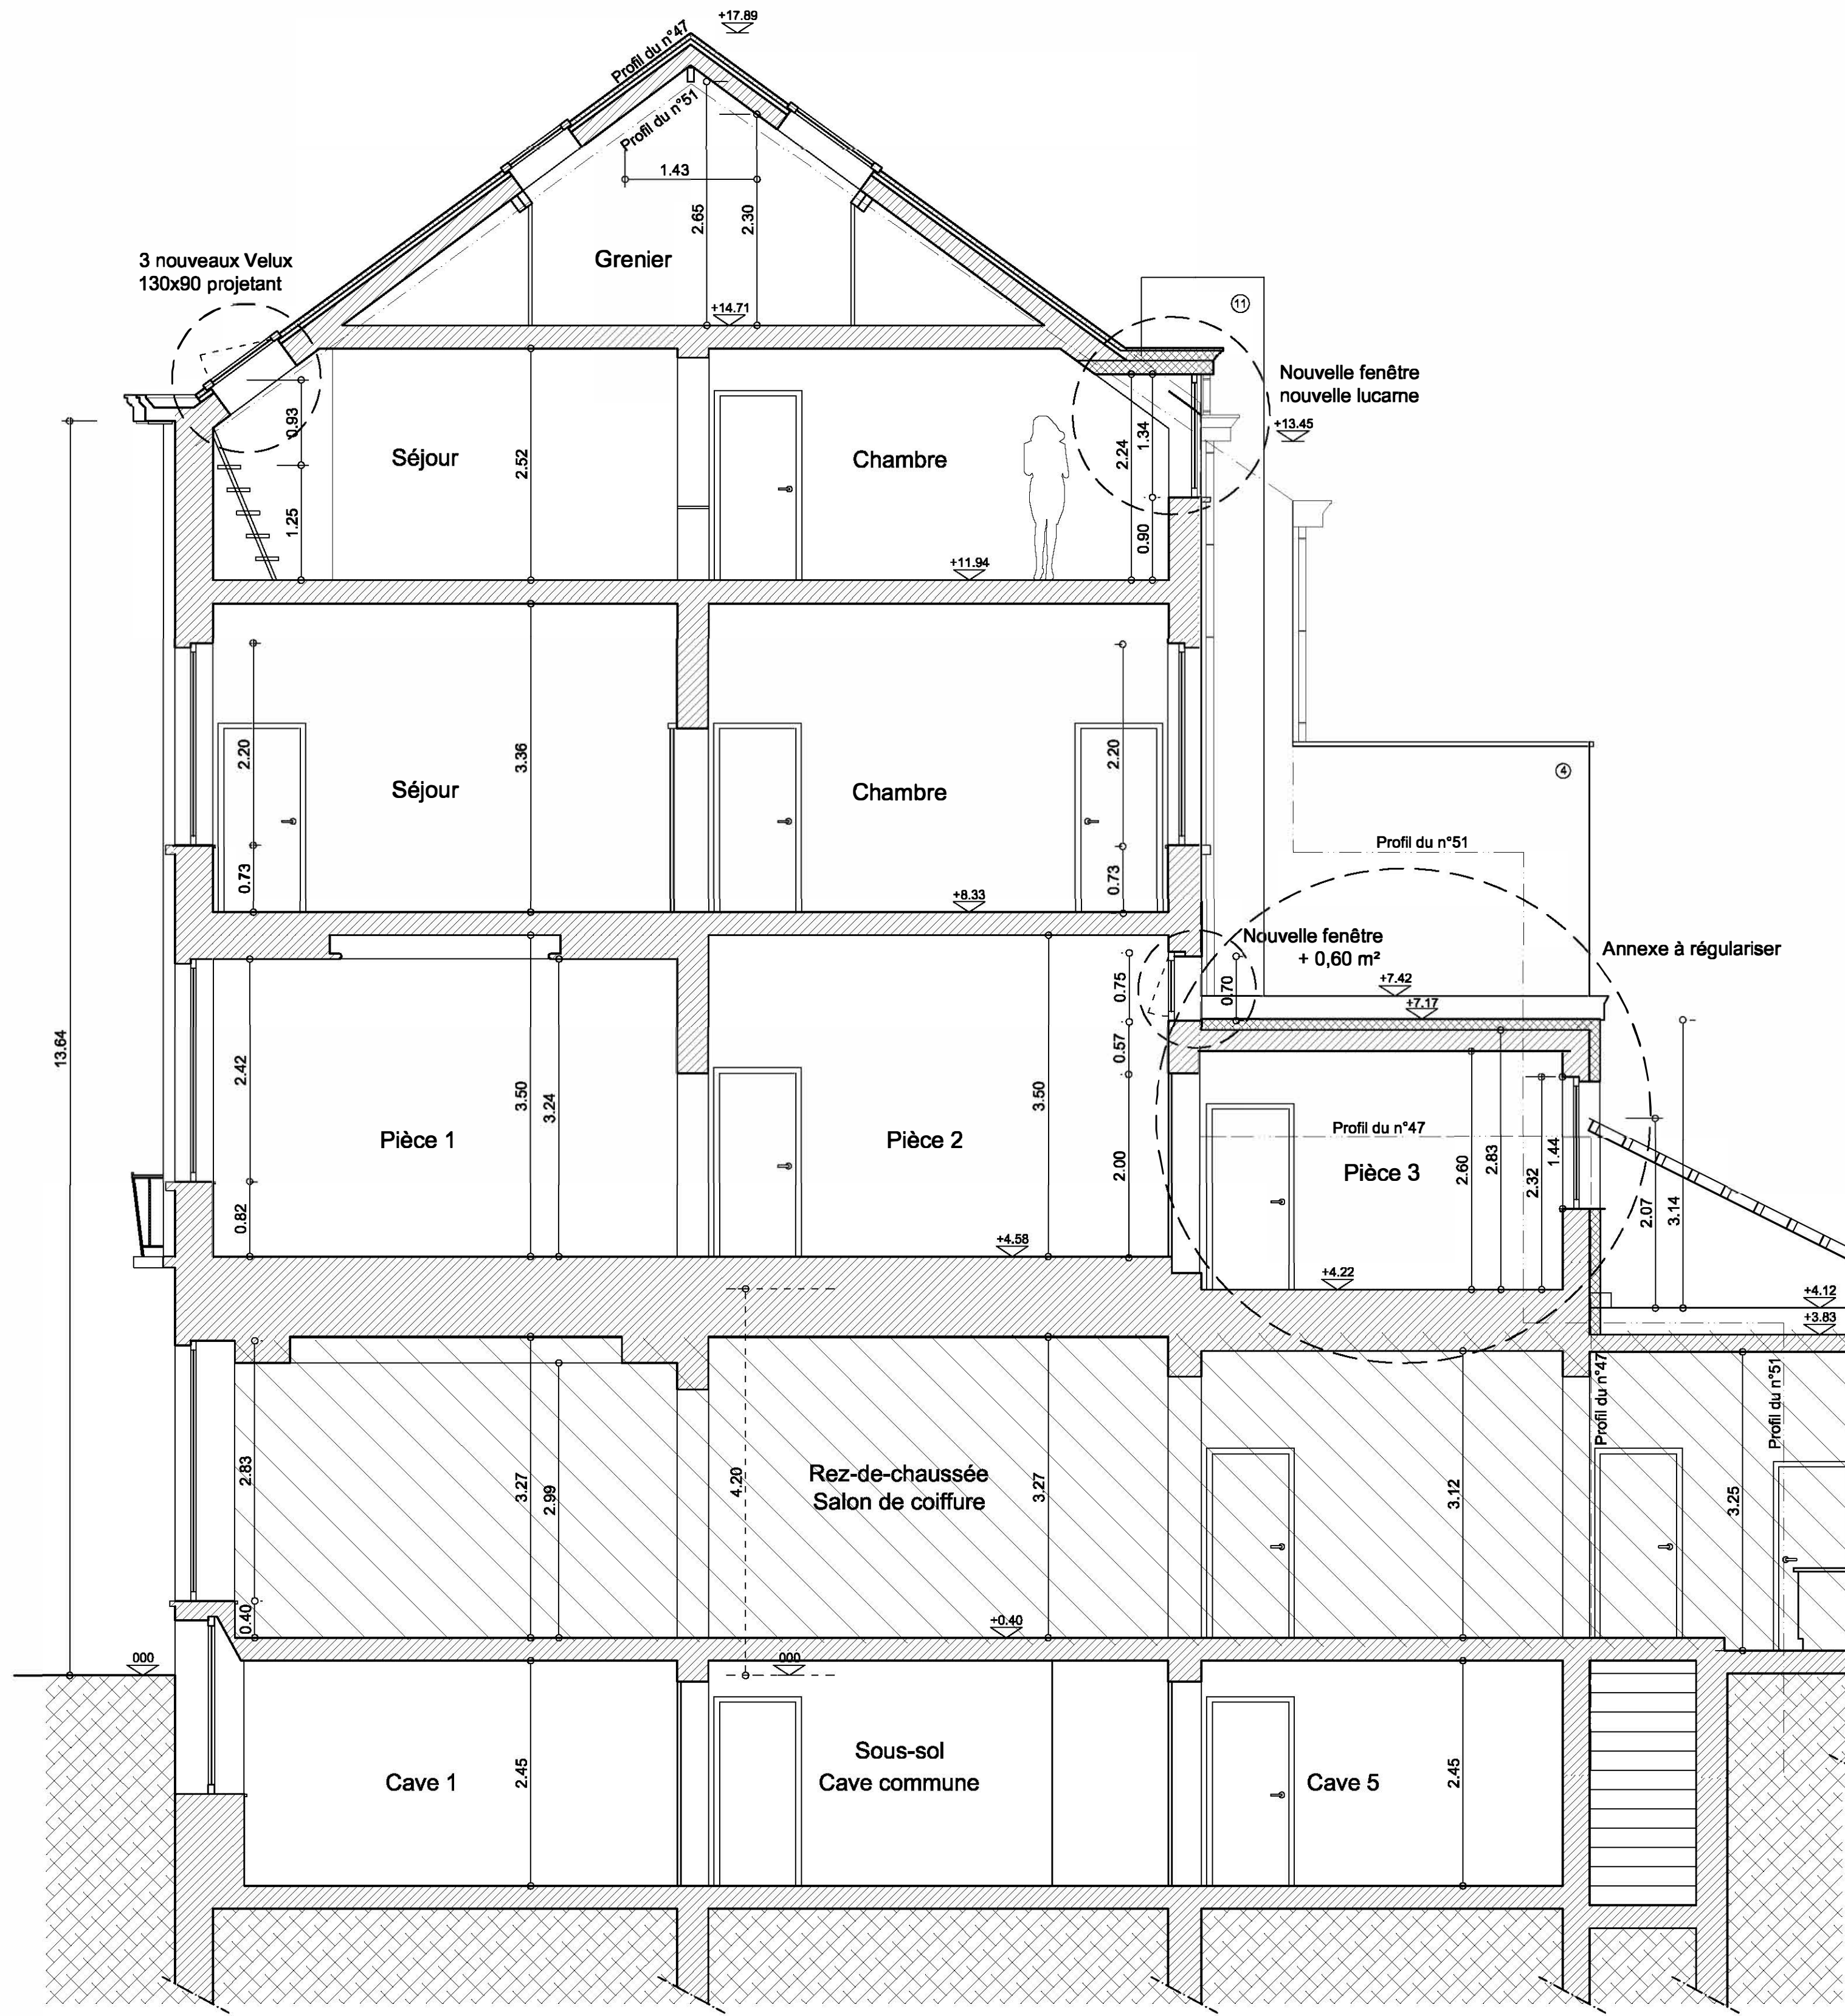 +17.89
Profil du n°47
Profil du n°51
1.43
2.65
2.30
Grenier
3 nouveaux Velux
130x90 projetant
+14.71
11
Nouvelle fenêtre
nouvelle lucarne
+13.45
0.93
1.25
Séjour
2.52
Chambre
2.24
1.34
0.90
+11.94
2.20
0.73
Séjour
3.36
Chambre
2.20
0.73
+8.33
4
Profil du n°51
Nouvelle fenêtre
+ 0,60 m²
Annexe à régulariser
+7.42
+7.17
0.75
0.70
0.57
2.00
13.64
2.42
0.82
3.50
3.24
Pièce 1
Pièce 2
3.50
Profil du n°47
Pièce 3
2.60
2.83
2.32
1.44
2.07
3.14
+4.58
+4.22
+4.12
+3.83
2.83
0.40
3.27
2.99
4.20
Rez-de-chaussée
Salon de coiffure
3.27
3.12
Profil du n°47
Profil du n°51
3.25
+0.40
000
000
Cave 1
2.45
Sous-sol
Cave commune
Cave 5
2.45